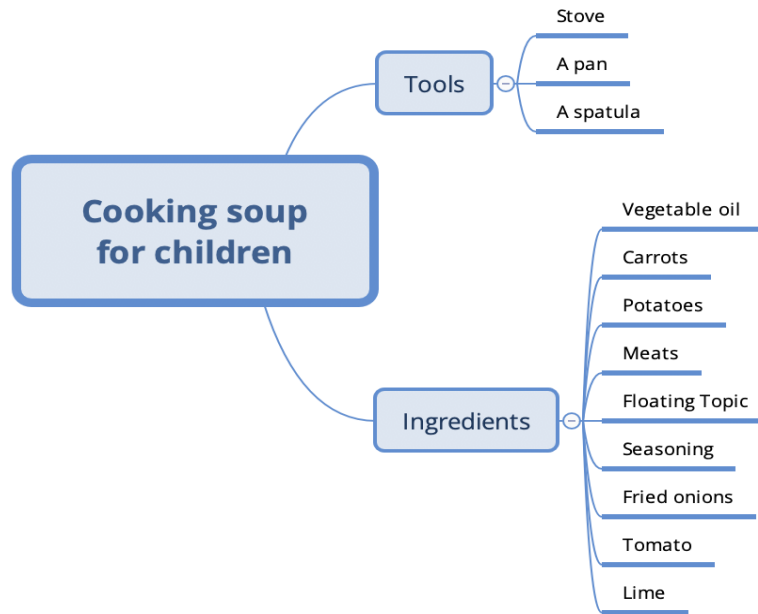 Stove
Tools
A pan
A spatula
Cooking soup
for children
Vegetable oil
Carrots
Potatoes
Meats
Floating Topic
Ingredients
Seasoning
Fried onions
Tomato
Lime